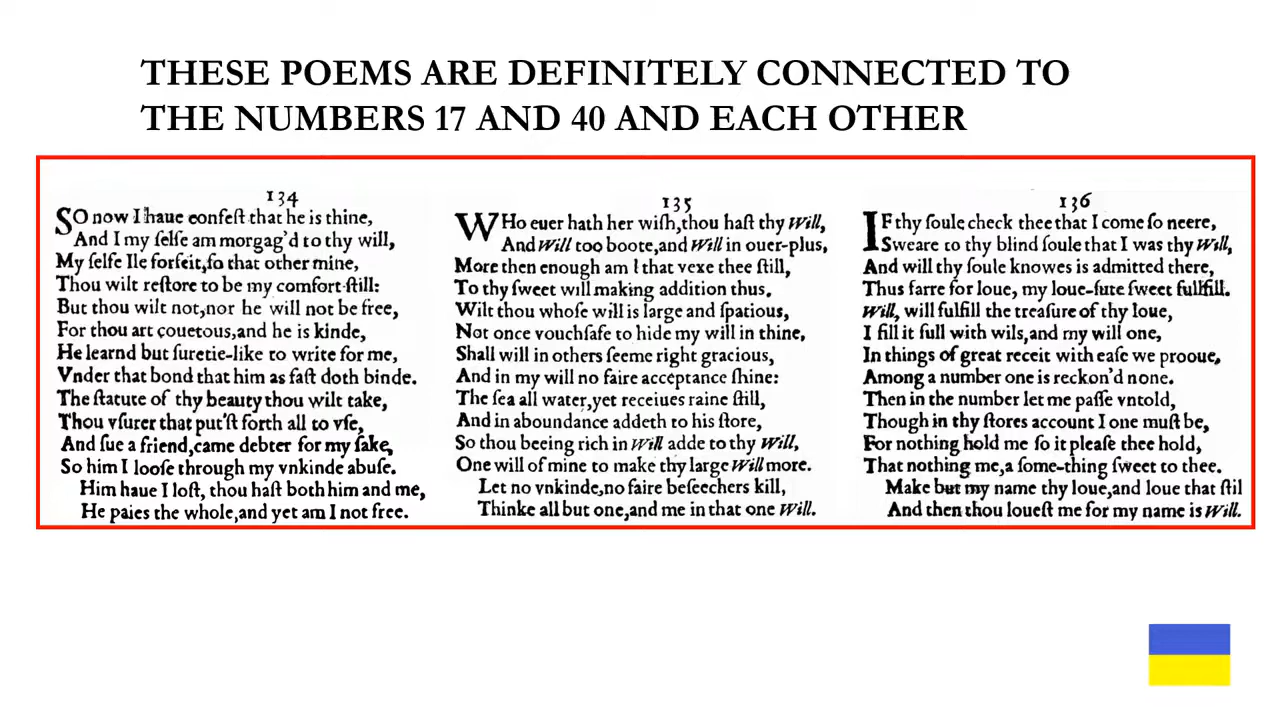 THESE POEMS ARE DEFINITELY CONNECTED TO
THE NUMBERS 17 AND 40 AND EACH OTHER
134
SO now I haue confeſt that he is thine,
And I my ſelfe am morgag'd to thy will,
My ſelfe Ile forfeit,ſo that other mine,
Thou wilt reſtore to be my comfort ſtill:
But thou wilt not,nor he will not be free,
For thou art couetous,and he is kinde,
He learnd but ſuretie-like to write for me,
Vnder that bond that him as faſt doth binde.
The ſtatute of thy beauty thou wilt take,
Thou vſurer that put'ſt forth all to vſe,
And ſue a friend,came debter for my ſake,
So him I looſe through my vnkinde abuſe.
Him haue I loſt, thou haſt both him and me,
He paies the whole,and yet am I not free.
135
WHo euer hath her wiſh,thou haſt thy Will,
And Will too boote,and Will in ouer-plus,
More then enough am I that vexe thee ſtill,
To thy ſweet will making addition thus.
Wilt thou whoſe will is large and ſpatious,
Not once vouchſafe to hide my will in thine,
Shall will in others ſeeme right gracious,
And in my will no faire acceptance ſhine:
The ſea all water,yet receiues raine ſtill,
And in aboundance addeth to his ſtore,
So thou beeing rich in Will adde to thy Will,
One will of mine to make thy large Will more.
Let no vnkinde,no faire beſeechers kill,
Thinke all but one,and me in that one Will.
136
IF thy ſoule check thee that I come ſo neere,
Sweare to thy blind ſoule that I was thy Will,
And will thy ſoule knowes is admitted there,
Thus farre for loue, my loue-ſute ſweet fullfill.
Will, will fulfill the treaſure of thy loue,
I fill it full with wils,and my will one,
In things of great receit with eaſe we prooue,
Among a number one is reckon'd none.
Then in the number let me paſſe vntold,
Though in thy ſtores account I one muſt be,
For nothing hold me ſo it pleaſe thee hold,
That nothing me,a ſome-thing ſweet to thee.
Make but my name thy loue,and loue that ſtil
And then thou loueſt me for my name is Will.